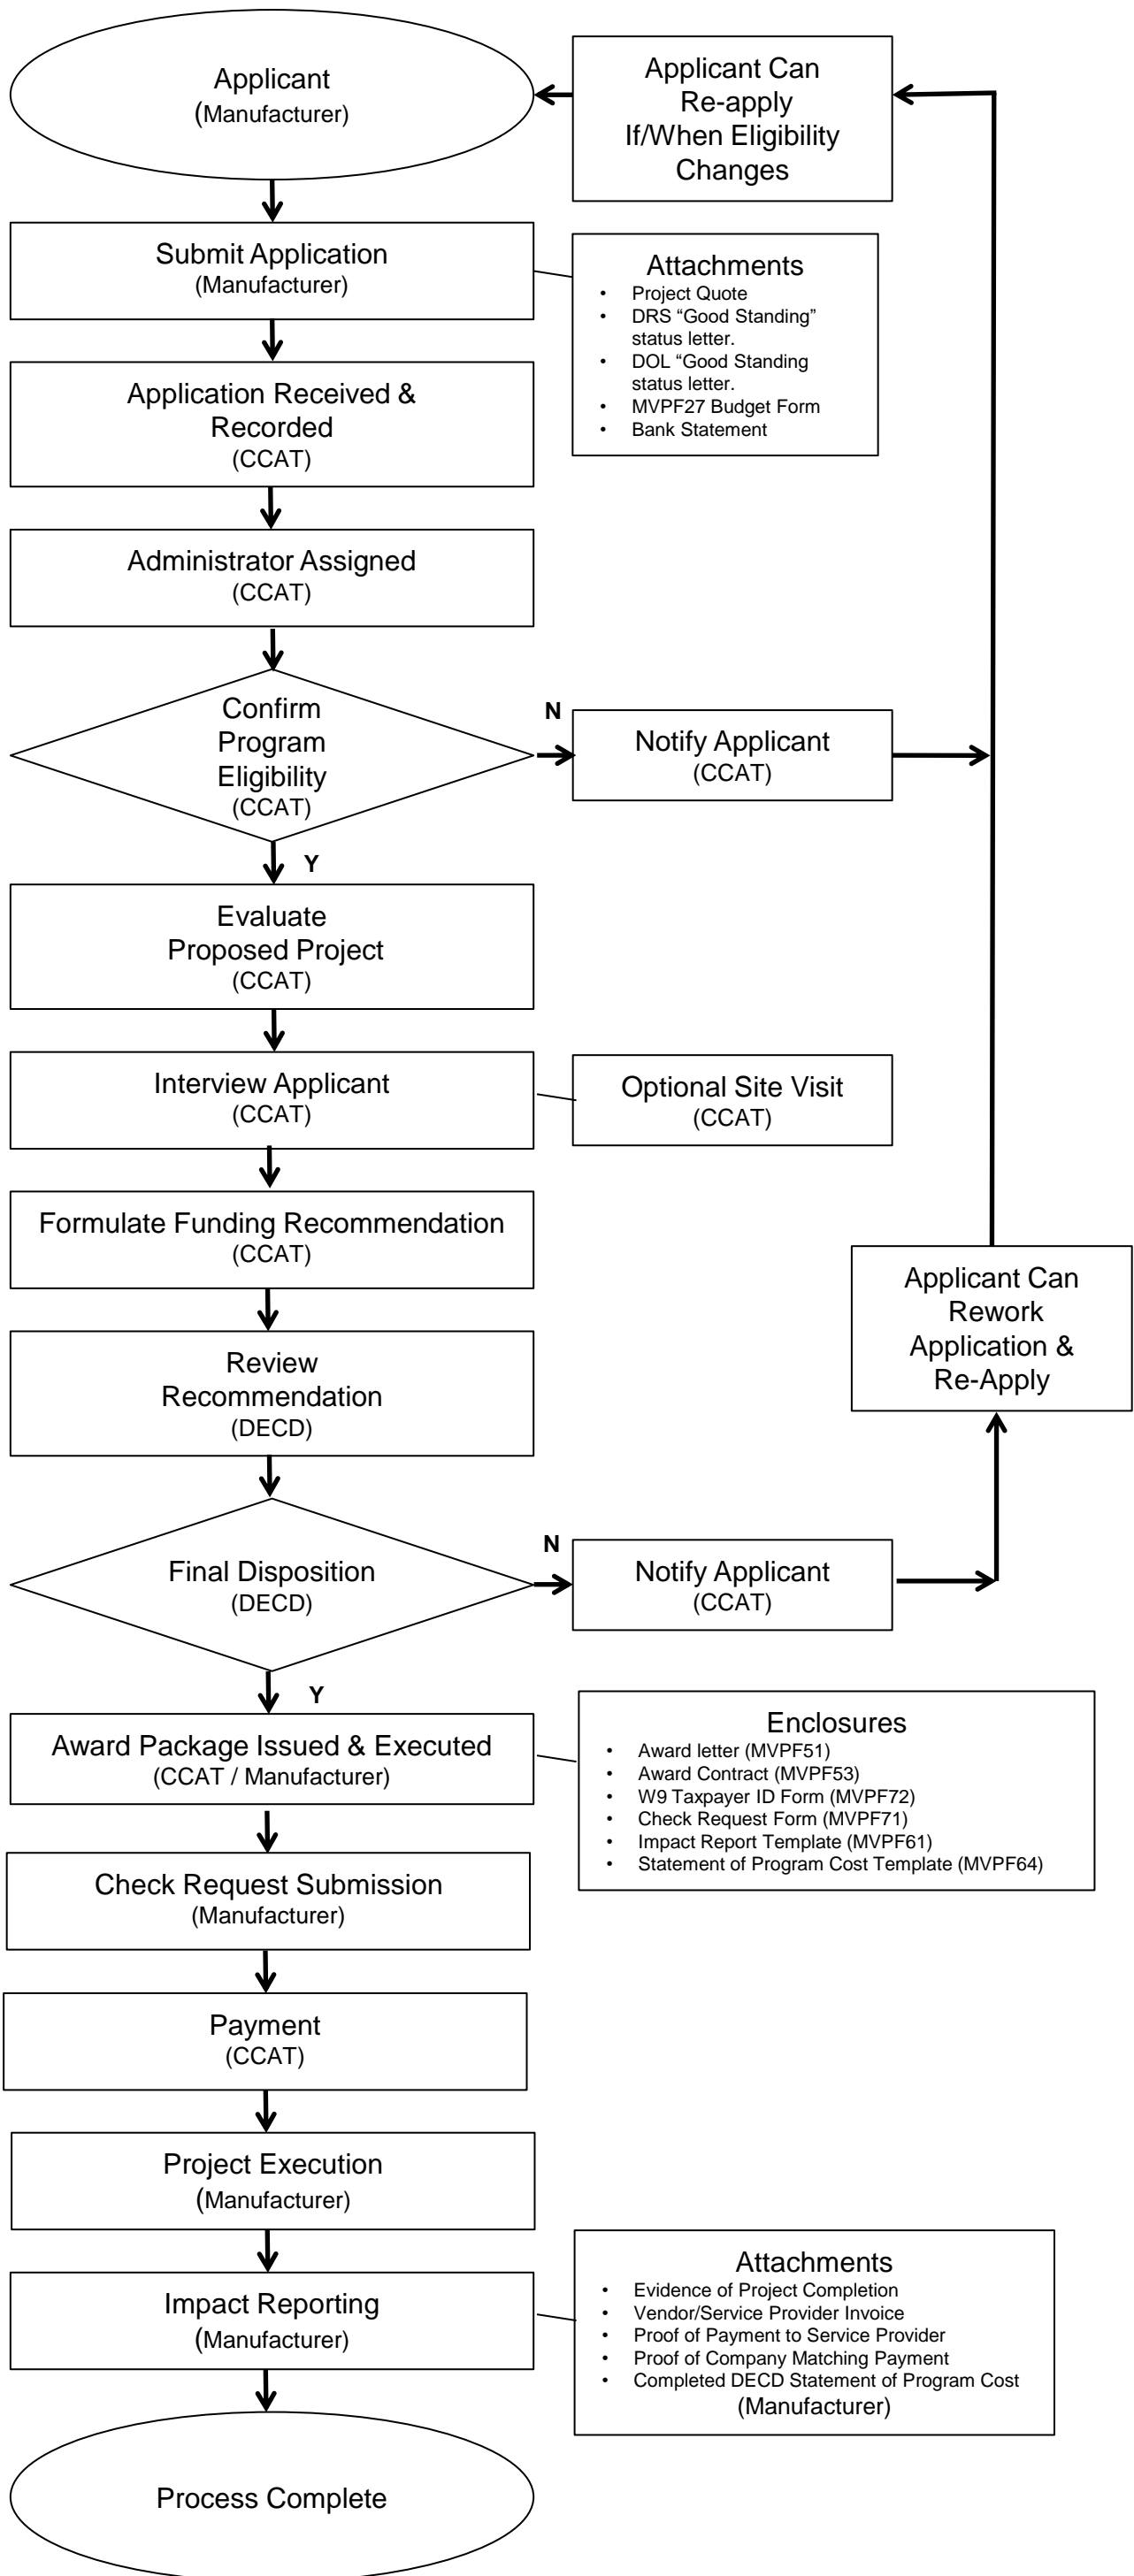 Applicant
(Manufacturer)
Applicant Can
Re-apply
If/When Eligibility
Changes
Submit Application
(Manufacturer)
Attachments
• Project Quote
• DRS “Good Standing”
status letter.
• DOL “Good Standing
status letter.
• MVPF27 Budget Form
• Bank Statement
Application Received &
Recorded
(CCAT)
Administrator Assigned
(CCAT)
Confirm
Program
Eligibility
(CCAT)
N
Notify Applicant
(CCAT)
Y
Evaluate
Proposed Project
(CCAT)
Interview Applicant
(CCAT)
Optional Site Visit
(CCAT)
Formulate Funding Recommendation
(CCAT)
Applicant Can
Rework
Application &
Re-Apply
Review
Recommendation
(DECD)
Final Disposition
(DECD)
N
Notify Applicant
(CCAT)
Y
Award Package Issued & Executed
(CCAT / Manufacturer)
Enclosures
• Award letter (MVPF51)
• Award Contract (MVPF53)
• W9 Taxpayer ID Form (MVPF72)
• Check Request Form (MVPF71)
• Impact Report Template (MVPF61)
• Statement of Program Cost Template (MVPF64)
Check Request Submission
(Manufacturer)
Payment
(CCAT)
Project Execution
(Manufacturer)
Impact Reporting
(Manufacturer)
Attachments
• Evidence of Project Completion
• Vendor/Service Provider Invoice
• Proof of Payment to Service Provider
• Proof of Company Matching Payment
• Completed DECD Statement of Program Cost
(Manufacturer)
Process Complete